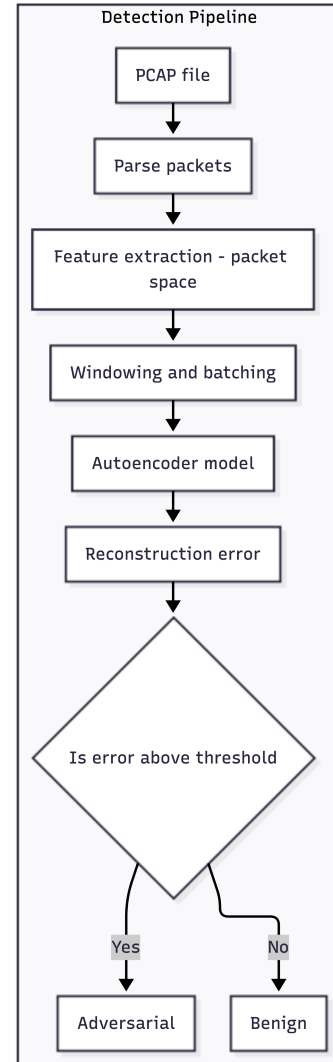 Detection Pipeline
PCAP file
Parse packets
Feature extraction - packet
space
Windowing and batching
Autoencoder model
Reconstruction error
Is error above threshold
Yes
No
Adversarial
Benign